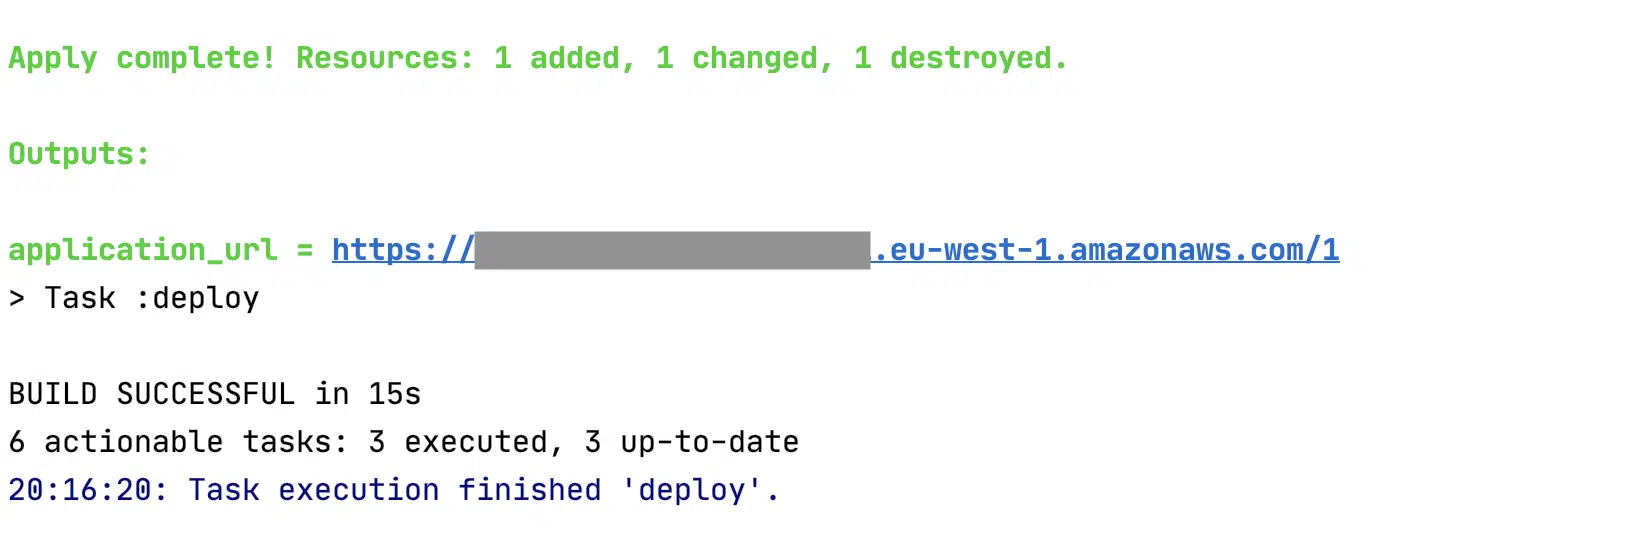 Apply complete! Resources: 1 added, 1 changed, 1 destroyed.
Outputs:
application_url = https://.eu-west-1.amazonaws.com/1
> Task :deploy
BUILD SUCCESSFUL in 15s
6 actionable tasks: 3 executed, 3 up-to-date
20:16:20: Task execution finished 'deploy'.